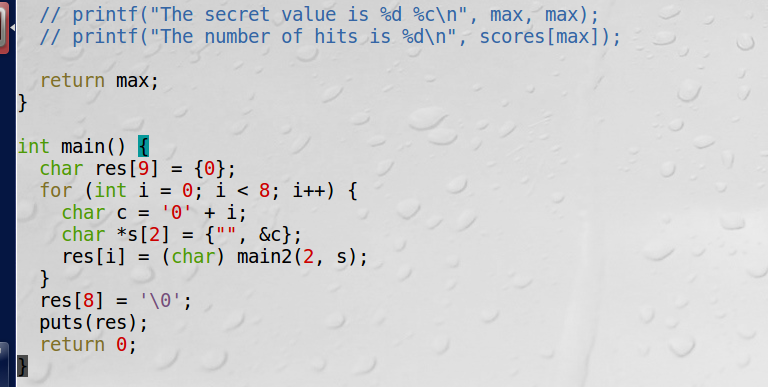 // printf("The secret value is %d %c\n", max, max);
// printf("The number of hits is %d\n", scores[max]);
return max;
}
int main() {
char res[9] = {0};
for (int i = 0; i < 8; i++) {
char c = '0' + i;
char *s[2] = {"", &c};
res[i] = (char) main2(2, s);
}
res[8] = '\0';
puts(res);
return 0;
}